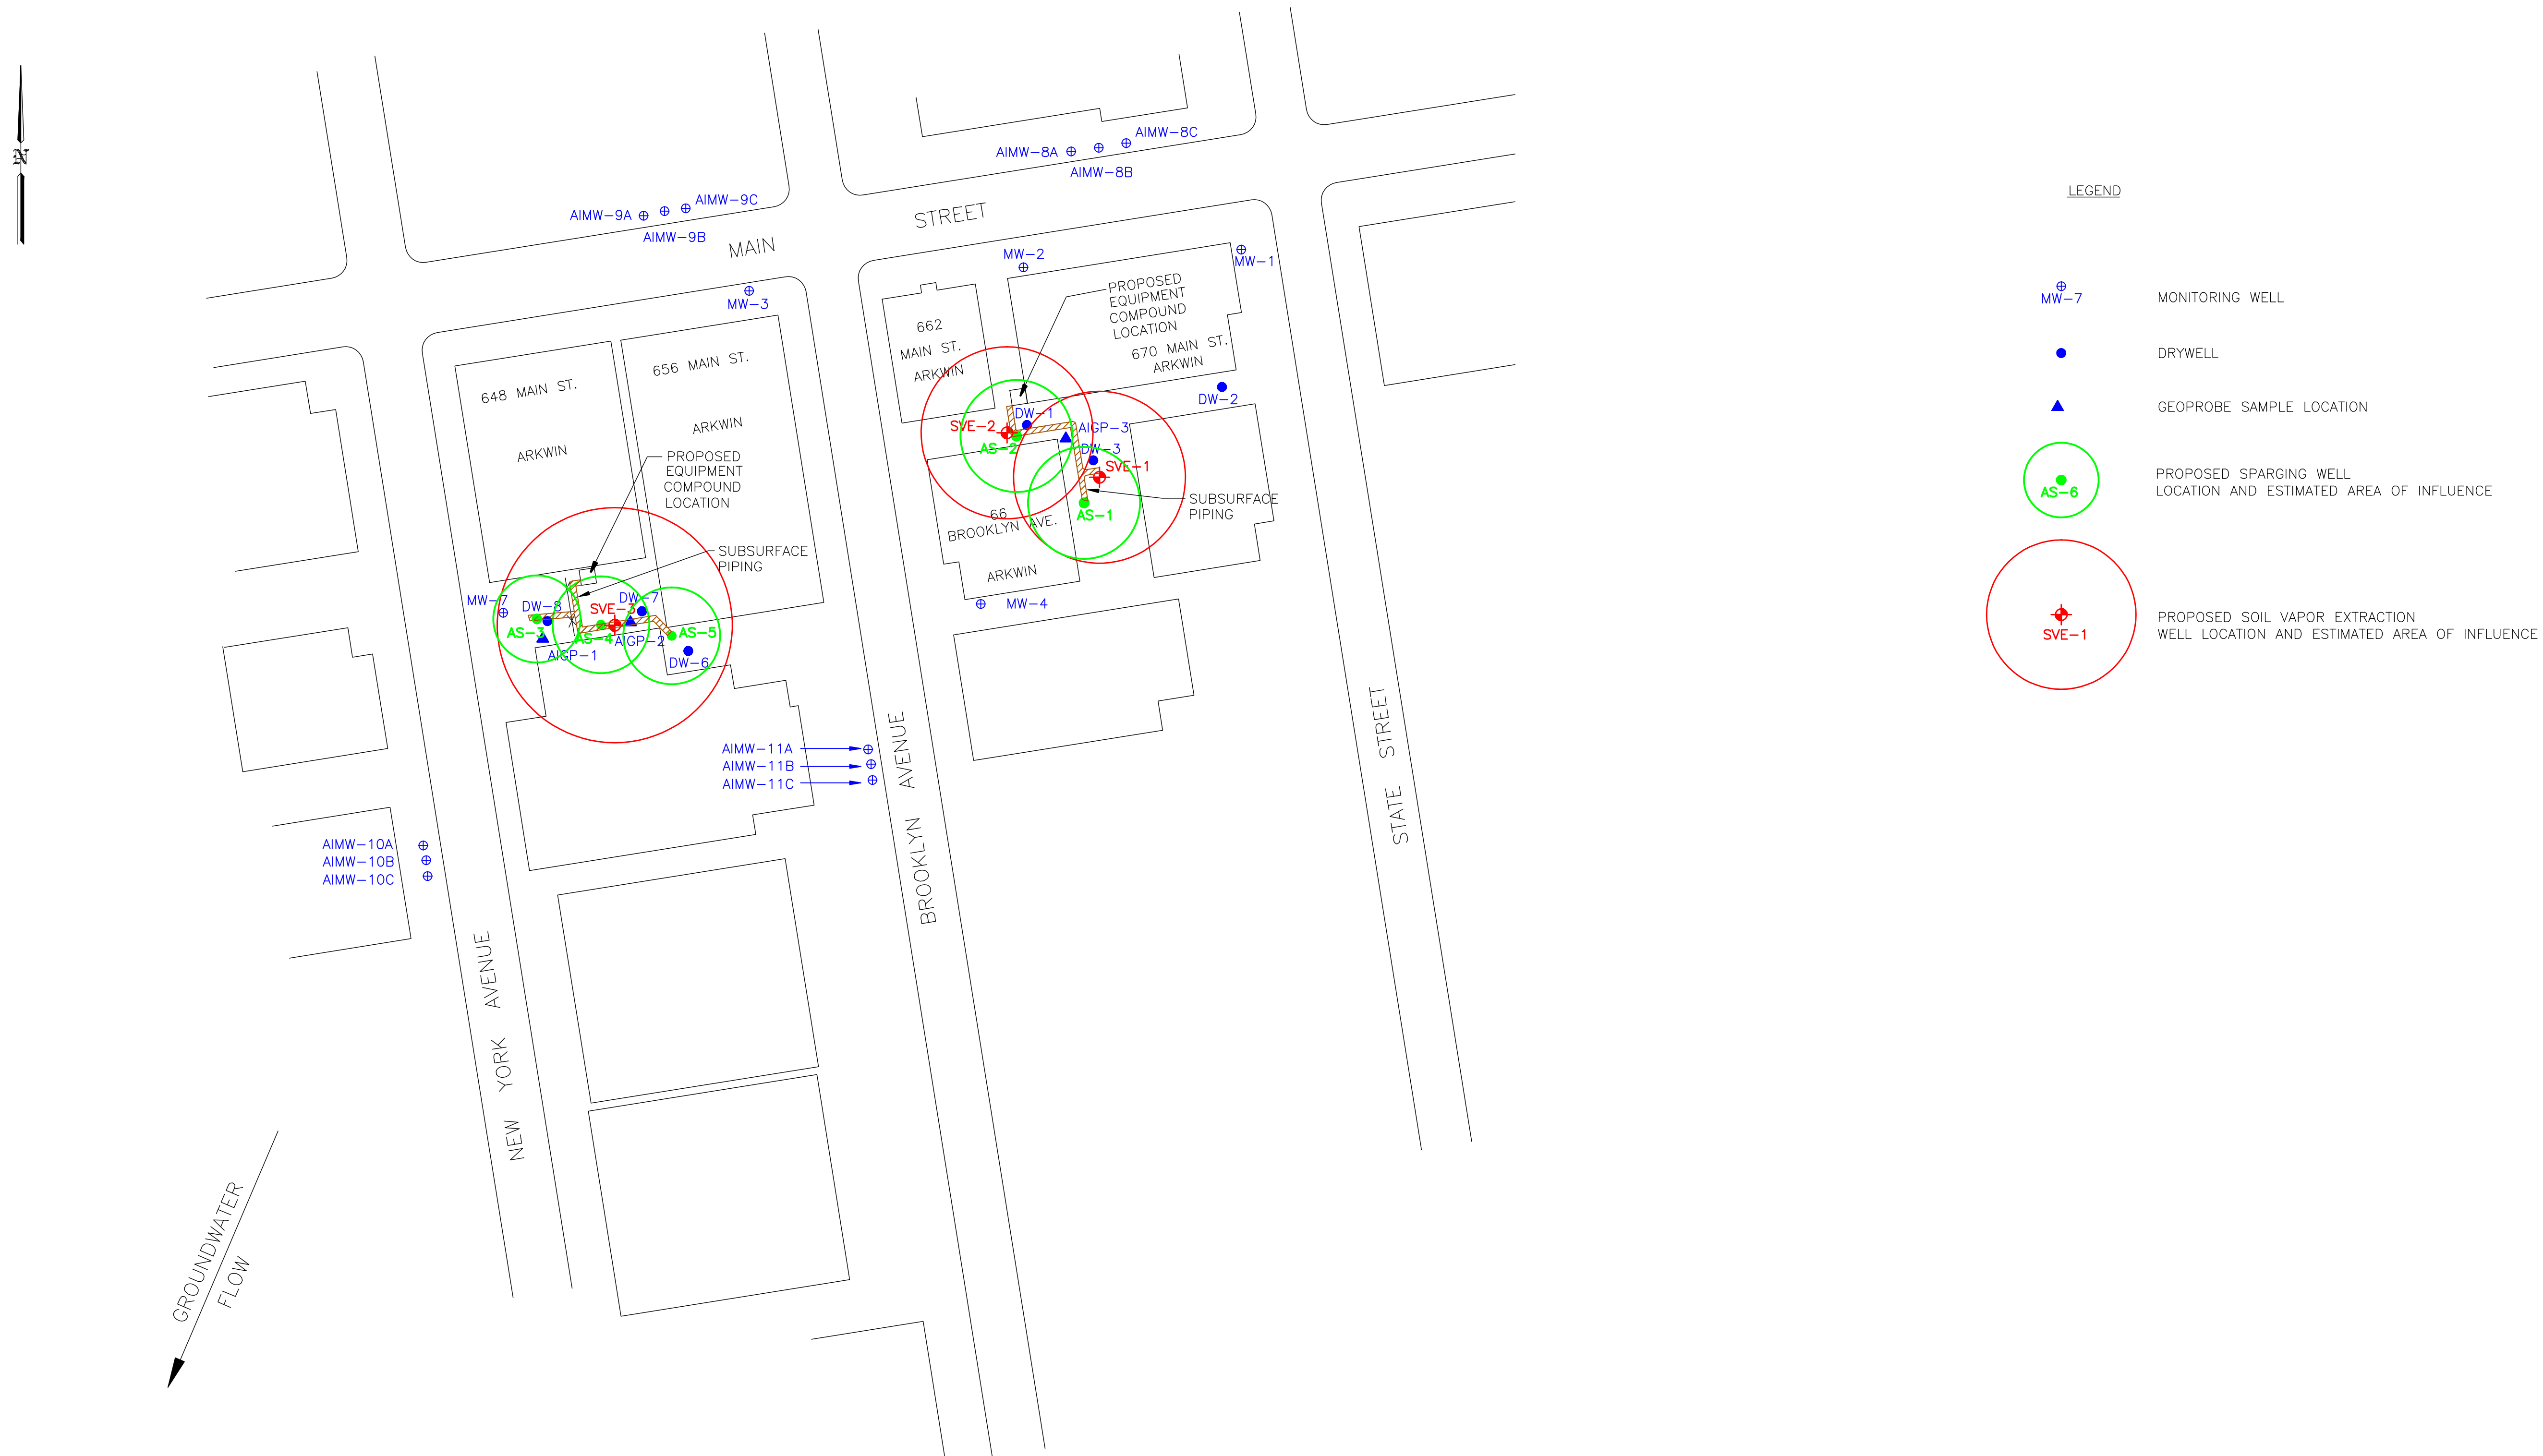 N
AIMW-8C
AIMW-8A
AIMW-8B
AIMW-9C
AIMW-9A
AIMW-9B
MAIN STREET
LEGEND
MW-7
MONITORING WELL
DRYWELL
GEOPROBE SAMPLE LOCATION
AS-6
PROPOSED SPARGING WELL
LOCATION AND ESTIMATED AREA OF INFLUENCE
SVE-1
PROPOSED SOIL VAPOR EXTRACTION
WELL LOCATION AND ESTIMATED AREA OF INFLUENCE
MW-3
MW-2
MW-1
PROPOSED
EQUIPMENT
COMPOUND
LOCATION
662
MAIN ST.
ARKWIN
670 MAIN ST.
ARKWIN
DW-2
DW-1
SVE-2
AS-2
AIGP-3
DW-3
SVE-1
AS-1
SUBSURFACE
PIPING
66
BROOKLYN AVE.
ARKWIN
MW-4
648 MAIN ST.
ARKWIN
656 MAIN ST.
ARKWIN
PROPOSED
EQUIPMENT
COMPOUND
LOCATION
SUBSURFACE
PIPING
MW-7
DW-8
SVE-3
DW-7
AS-3
AS-4
AS-5
AIGP-1
AIGP-2
DW-6
AIMW-11A
AIMW-11B
AIMW-11C
AIMW-10A
AIMW-10B
AIMW-10C
NEW YORK AVENUE
BROOKLYN AVENUE
STATE STREET
GROUNDWATER
FLOW